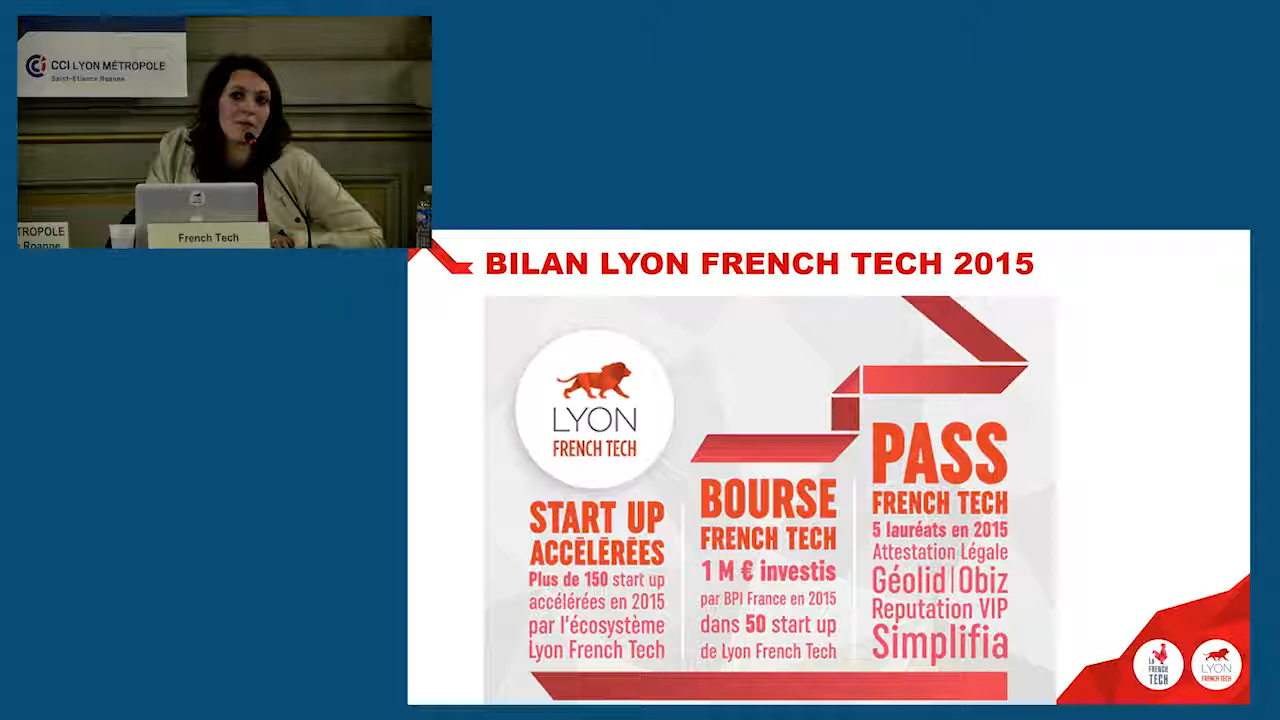 CCI LYON MÉTROPOLE
Saint-Etienne Roanne
TROPOLE
Roanne
French Tech
BILAN LYON FRENCH TECH 2015
LYON
FRENCH TECH
START UP
ACCÉLÉRÉES
Plus de 150 start up
accélérées en 2015
par l'écosystème
Lyon French Tech
BOURSE
FRENCH TECH
1 M € investis
par BPI France en 2015
dans 50 start up
de Lyon French Tech
PASS
FRENCH TECH
5 lauréats en 2015
Attestation Légale
Géolid | Obiz
Reputation VIP
Simplifia
LA
FRENCH
TECH
LYON
FRENCH TECH